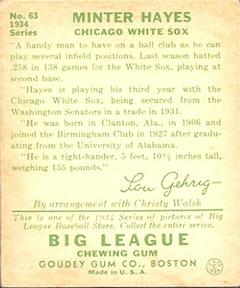 No. 63
1934
Series
MINTER HAYES
CHICAGO WHITE SOX
"A handy man to have on a ball club as he can
play several infield positions. Last season batted
.258 in 138 games for the White Sox, playing at
second base.
"Hayes is playing his third year with the
Chicago White Sox, being secured from the
Washington Senators in a trade in 1931.
"He was born in Clanton, Ala., in 1906 and
joined the Birmingham Club in 1927 after graduating
from the University of Alabama.
"He is a right-hander, 5 feet, 10½ inches tall,
weighing 155 pounds."
Lou Gehrig-
By arrangement with Christy Walsh
This is one of the 1934 Series of pictures of Big
League Baseball Stars. Collect the entire series.
BIG LEAGUE
CHEWING GUM
GOUDEY GUM CO., BOSTON
Made in U. S. A.